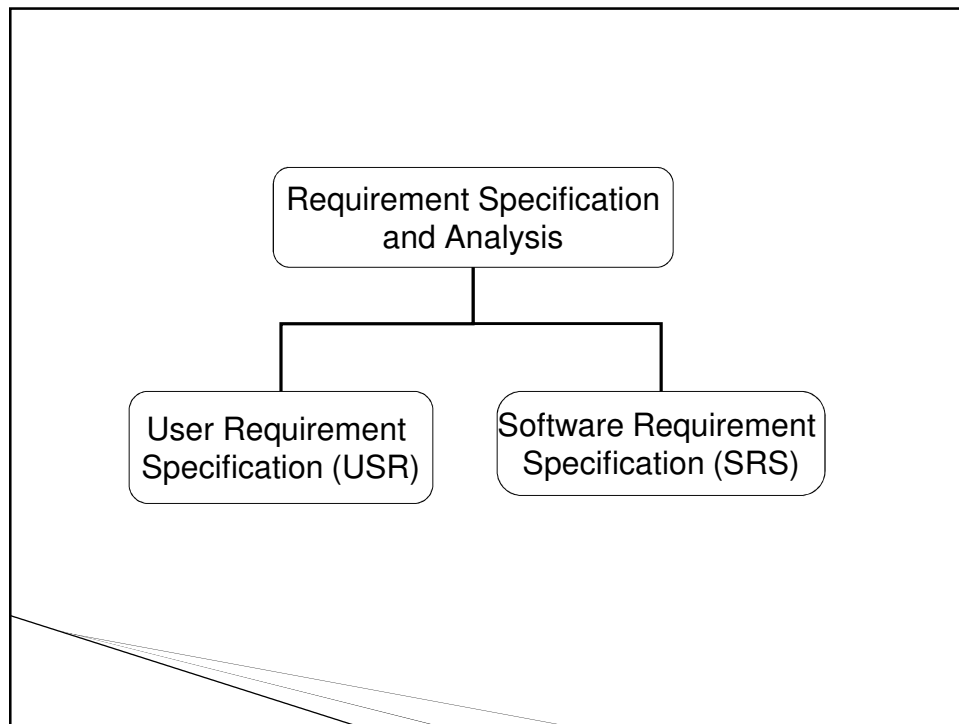 Requirement Specification
and Analysis
User Requirement
Specification (USR)
Software Requirement
Specification (SRS)